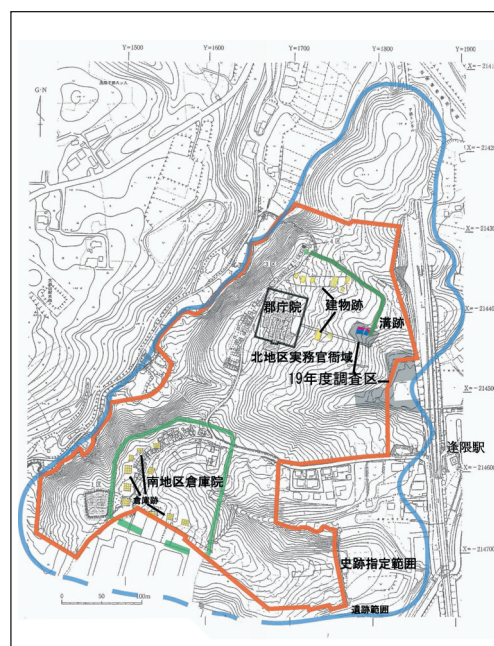 Y=1500
Y=1600
Y=1700
Y=1800
Y=1900
G·N
郡庁院
建物跡
溝跡
北地区実務官衙域
19年度調査区
逢隈駅
南地区倉庫院
倉庫跡
史跡指定範囲
遺跡範囲
0 50 100m